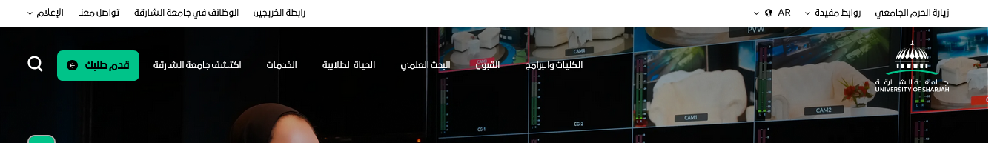 زيارة الحرم الجامعي روابط مفيدة AR رابطة الخريجين الوظائف في جامعة الشارقة تواصل معنا الإعلام
جـامـعـة الـشـارقـة
UNIVERSITY OF SHARJAH
الكليات والبرامج القبول البحث العلمي الحياة الطلابية الخدمات اكتشف جامعة الشارقة قدم طلبك
PVW
CAM4
CAM1
CAM2
CG-1
CG-2